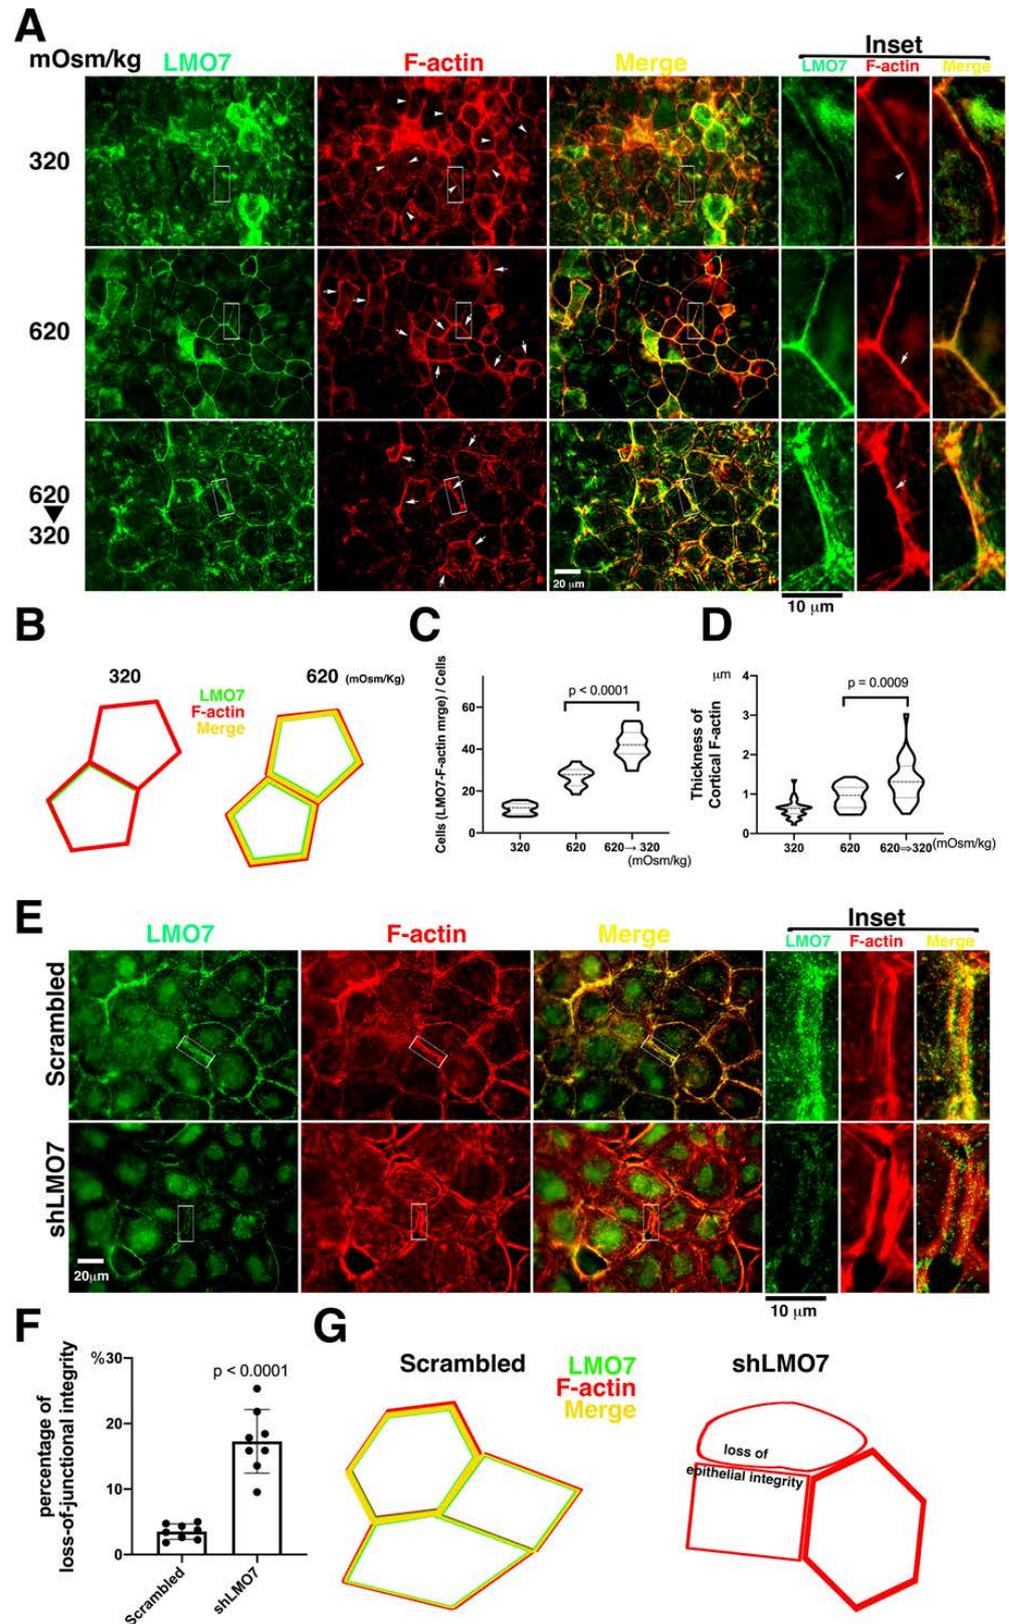 A
mOsm/kg
LMO7
F-actin
Merge
Inset
LMO7 F-actin Merge
320
620
620
320
20 µm
10 µm
B
320
620 (mOsm/Kg)
LMO7
F-actin
Merge
C
Cells (LMO7-F-actin mrge) / Cells
p < 0.0001
60
40
20
0
320
620
620→320
(mOsm/kg)
D
µm
Thickness of
Cortical F-actin
p = 0.0009
4
3
2
1
0
320
620
620⇒320
(mOsm/kg)
E
LMO7
F-actin
Merge
Inset
LMO7 F-actin Merge
Scrambled
shLMO7
20µm
10 µm
F
percentage of
loss-of-junctional integrity
%
30
20
10
0
p < 0.0001
Scrambled
shLMO7
G
Scrambled
LMO7
F-actin
Merge
shLMO7
loss of
epithelial integrity